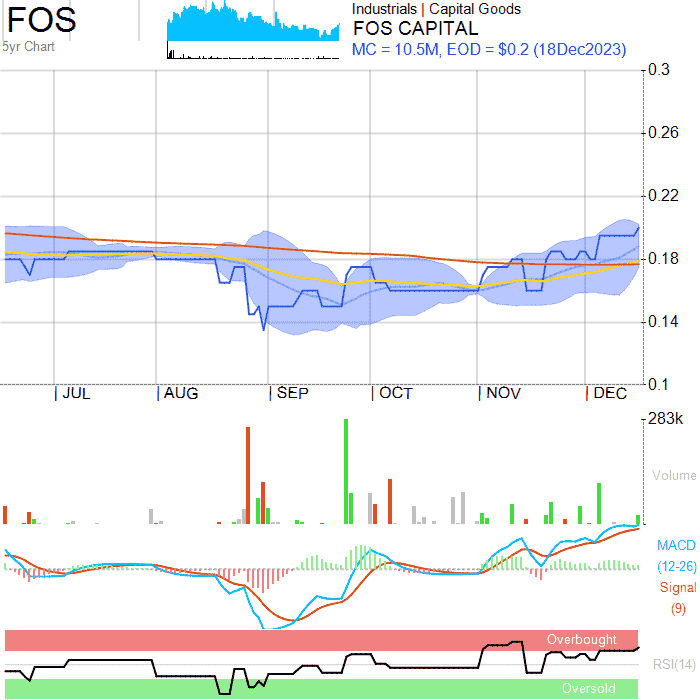 FOS
5yr Chart
Industrials | Capital Goods
FOS CAPITAL
MC = 10.5M, EOD = $0.2 (18Dec2023)
0.3
0.26
0.22
0.18
0.14
0.1
JUL AUG SEP OCT NOV DEC
283k
Volume
MACD
(12-26)
Signal
(9)
Overbought
RSI(14)
Oversold